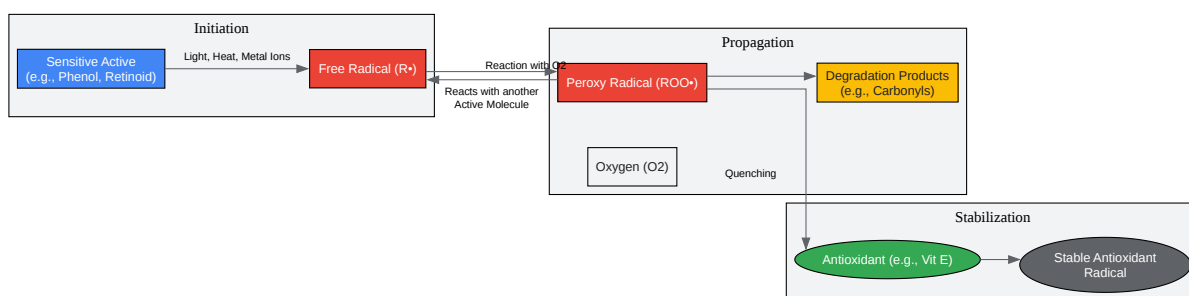 Initiation
Sensitive Active
(e.g., Phenol, Retinoid)
Light, Heat, Metal Ions
Free Radical (R•)
Reaction with O2
Reacts with another
Active Molecule
Propagation
Peroxy Radical (ROO•)
Degradation Products
(e.g., Carbonyls)
Oxygen (O2)
Quenching
Stabilization
Antioxidant (e.g., Vit E)
Stable Antioxidant
Radical